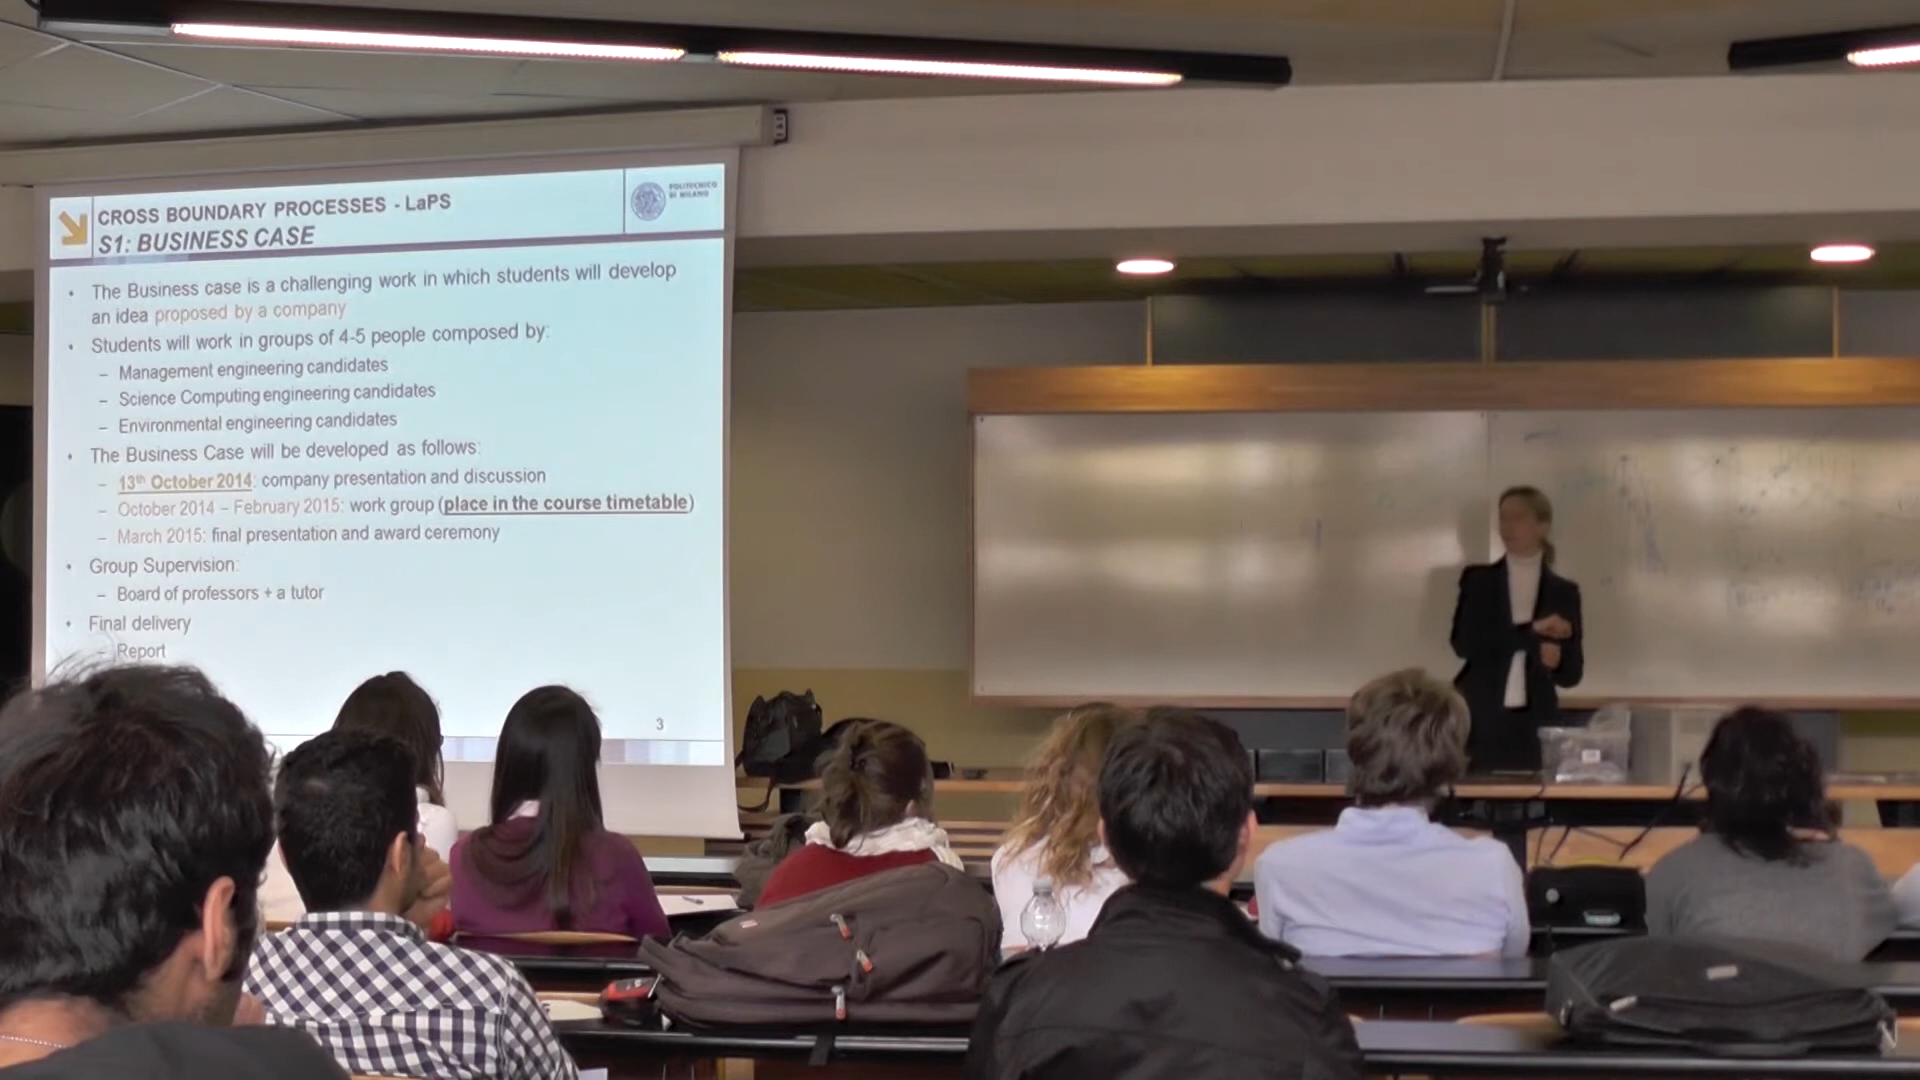 CROSS BOUNDARY PROCESSES - LaPS
S1: BUSINESS CASE
POLITECNICO
DI MILANO
• The Business case is a challenging work in which students will develop
an idea proposed by a company
• Students will work in groups of 4-5 people composed by:
– Management engineering candidates
– Science Computing engineering candidates
– Environmental engineering candidates
• The Business Case will be developed as follows:
– 13th October 2014: company presentation and discussion
– October 2014 – February 2015: work group (place in the course timetable)
– March 2015: final presentation and award ceremony
• Group Supervision:
– Board of professors + a tutor
• Final delivery
– Report
3